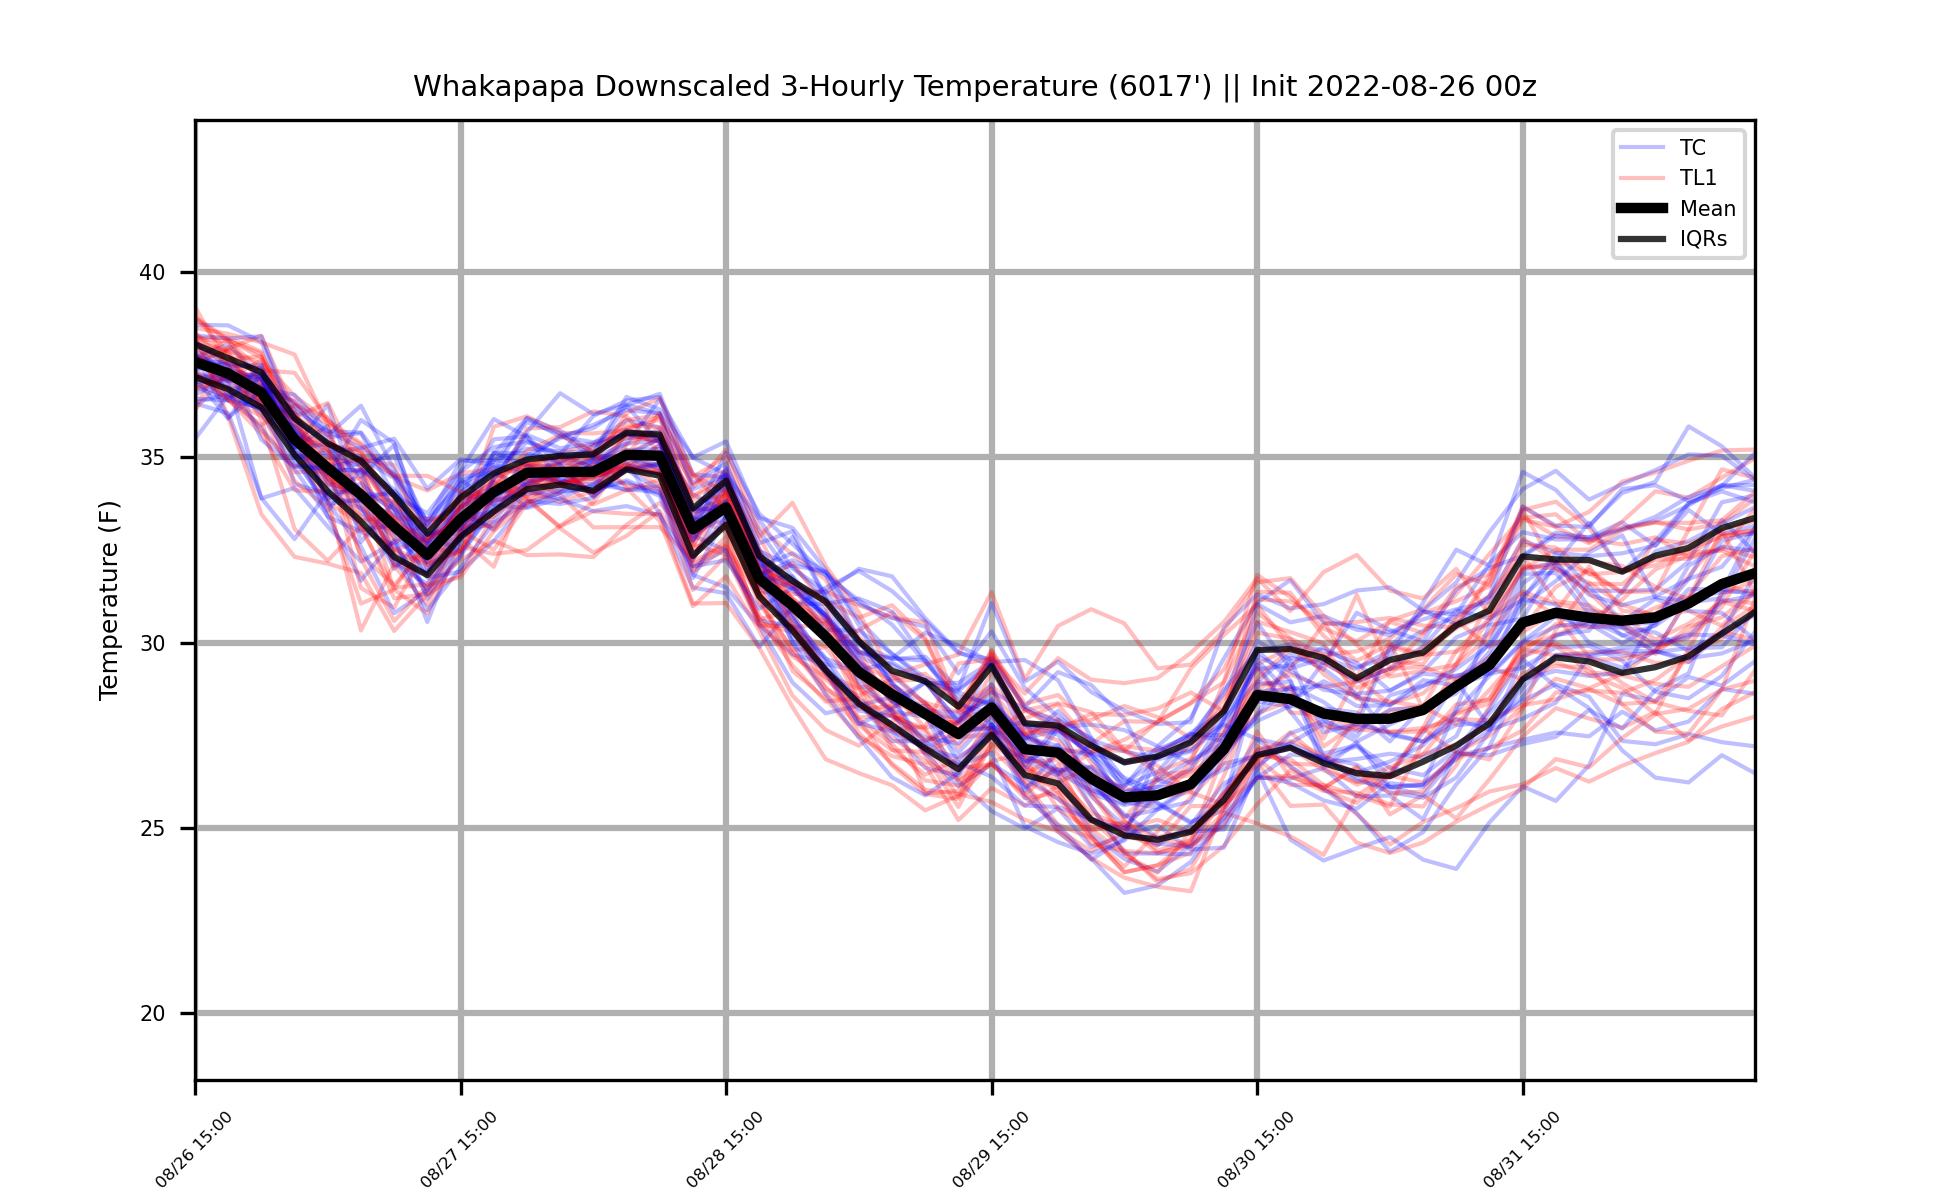 Whakapapa Downscaled 3-Hourly Temperature (6017') || Init 2022-08-26 00z
TC
TL1
Mean
IQRs
Temperature (F)
40
35
30
25
20
08/26 15:00
08/27 15:00
08/28 15:00
08/29 15:00
08/30 15:00
08/31 15:00